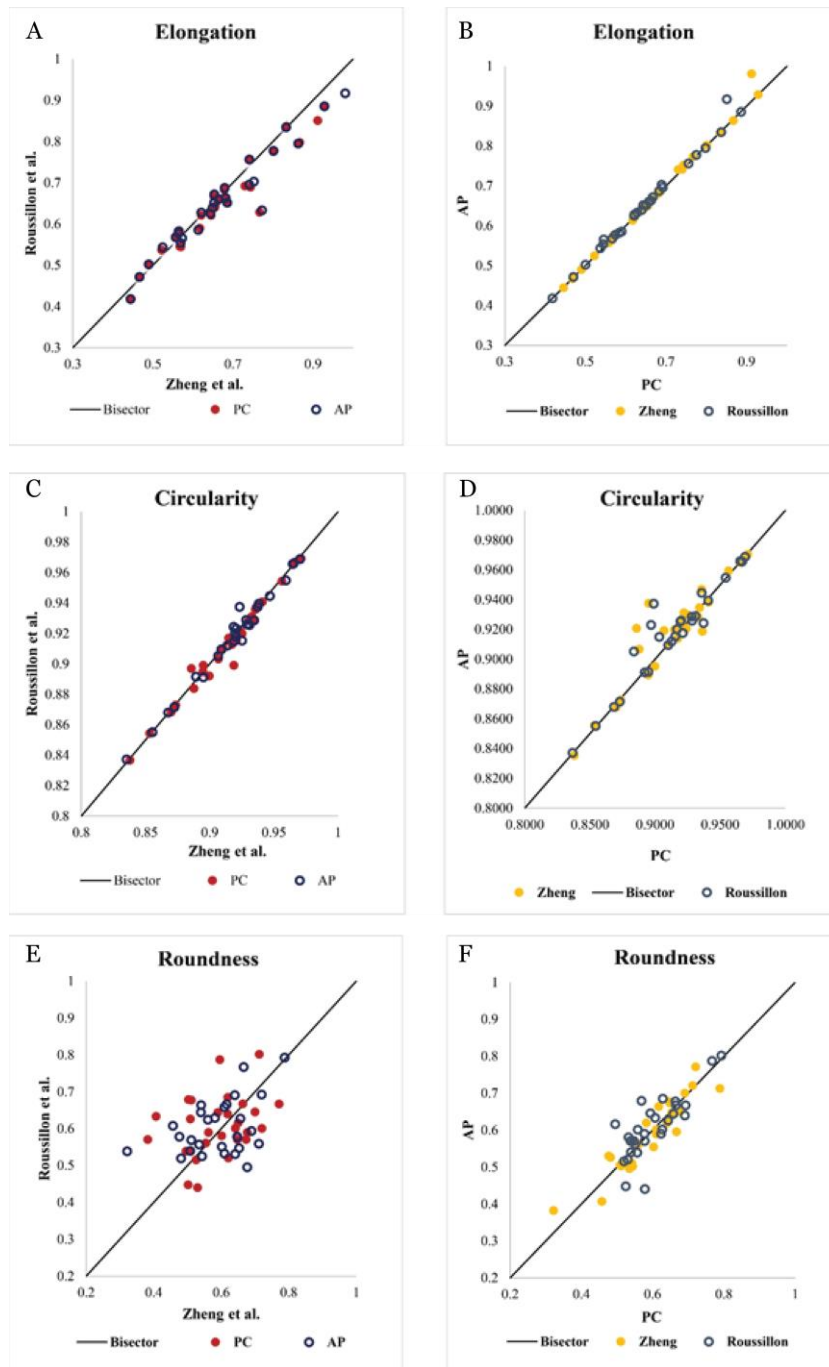 A
Elongation
1
0.9
0.8
0.7
0.6
0.5
0.4
0.3
Roussillon et al.
0.3 0.5 0.7 0.9
Zheng et al.
Bisector PC AP
B
Elongation
1
0.9
0.8
0.7
0.6
0.5
0.4
0.3
AP
0.3 0.5 0.7 0.9
PC
Bisector Zheng Roussillon
C
Circularity
1
0.98
0.96
0.94
0.92
0.9
0.88
0.86
0.84
0.82
0.8
Roussillon et al.
0.8 0.85 0.9 0.95 1
Zheng et al.
Bisector PC AP
D
Circularity
1.0000
0.9800
0.9600
0.9400
0.9200
0.9000
0.8800
0.8600
0.8400
0.8200
0.8000
AP
0.8000 0.8500 0.9000 0.9500 1.0000
PC
Zheng Bisector Roussillon
E
Roundness
1
0.9
0.8
0.7
0.6
0.5
0.4
0.3
0.2
Roussillon et al.
0.2 0.4 0.6 0.8 1
Zheng et al.
Bisector PC AP
F
Roundness
1
0.9
0.8
0.7
0.6
0.5
0.4
0.3
0.2
AP
0.2 0.4 0.6 0.8 1
PC
Bisector Zheng Roussillon